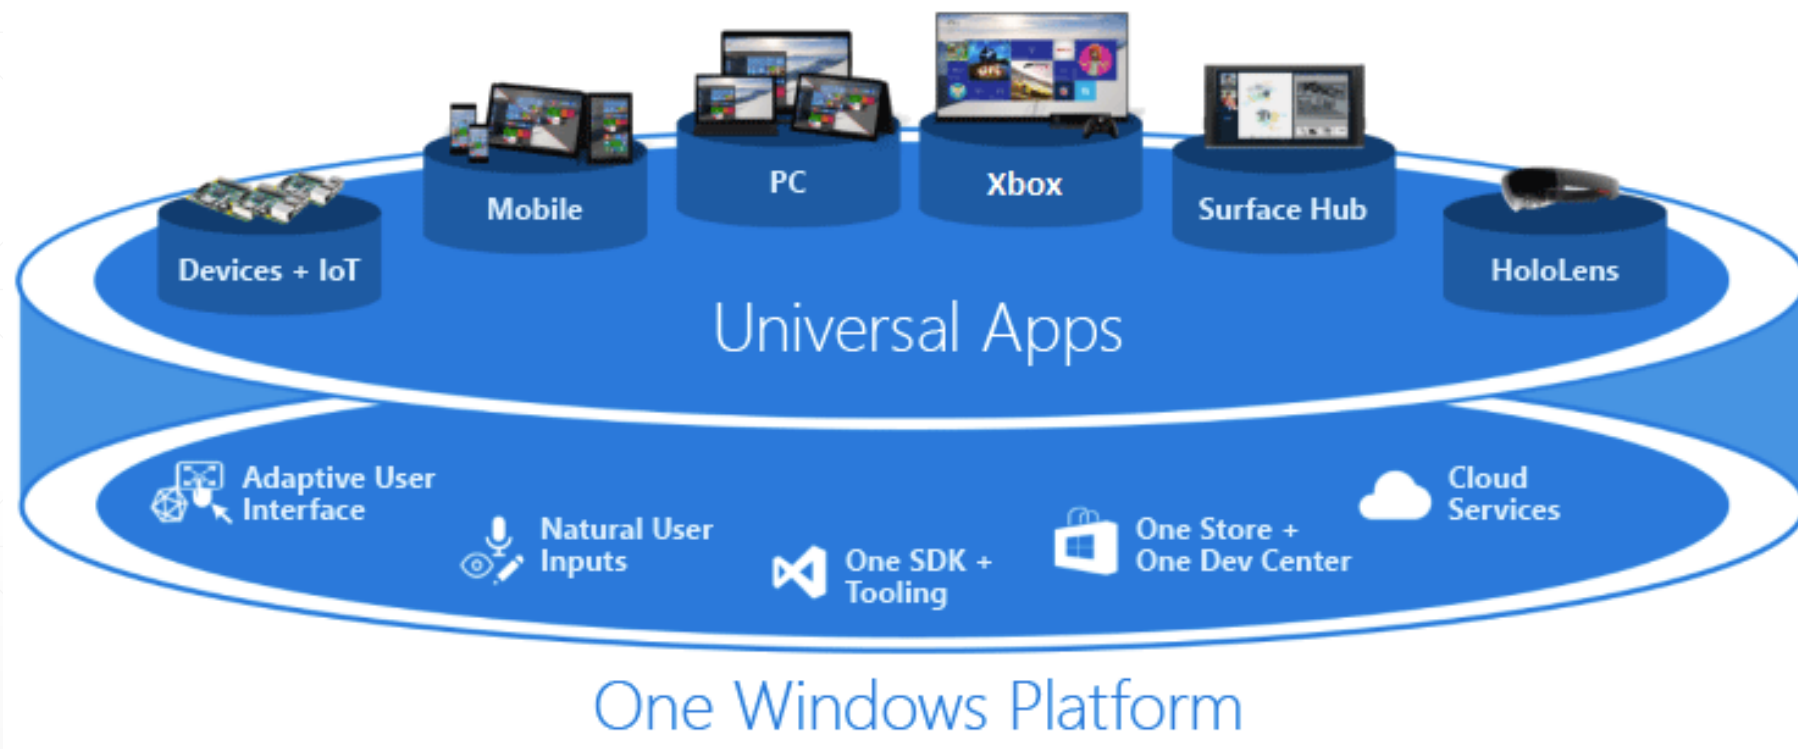 Devices + IoT
Mobile
PC
Xbox
Surface Hub
HoloLens
Universal Apps
Adaptive User
Interface
Natural User
Inputs
One SDK +
Tooling
One Store +
One Dev Center
Cloud
Services
One Windows Platform